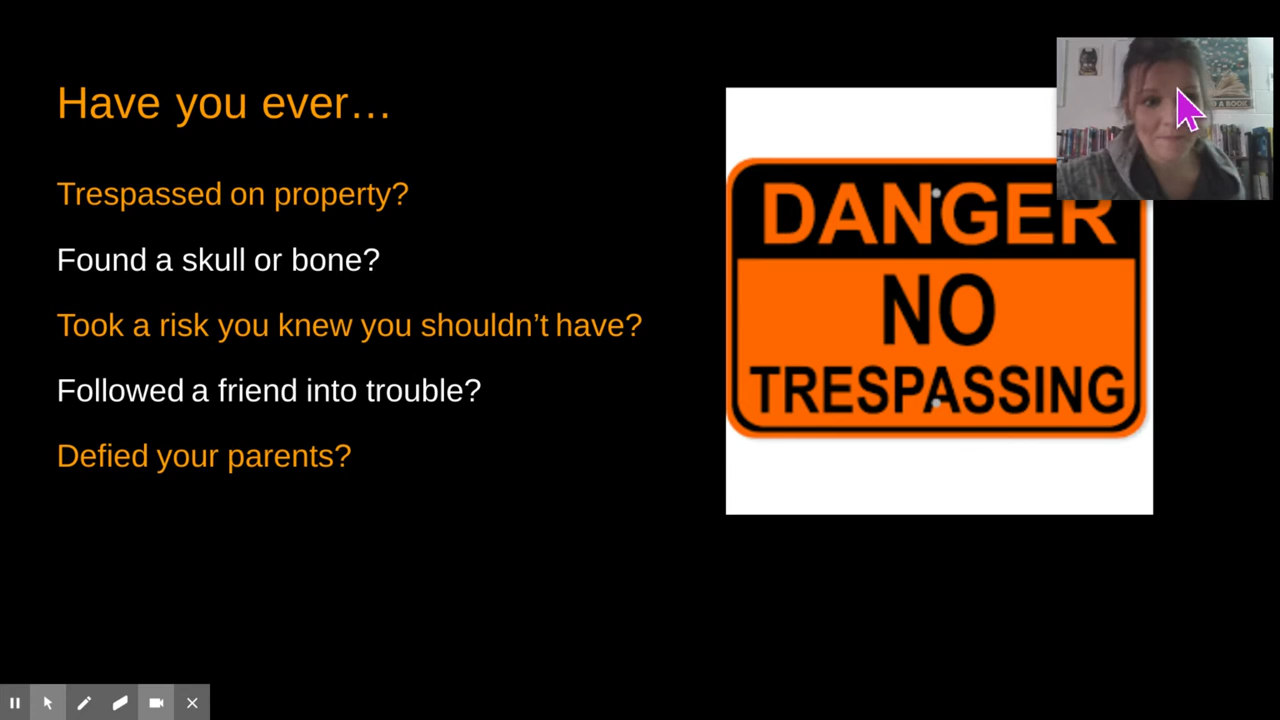 Have you ever…
Trespassed on property?
Found a skull or bone?
Took a risk you knew you shouldn’t have?
Followed a friend into trouble?
Defied your parents?
DANGER
NO
TRESPASSING
A BOOK